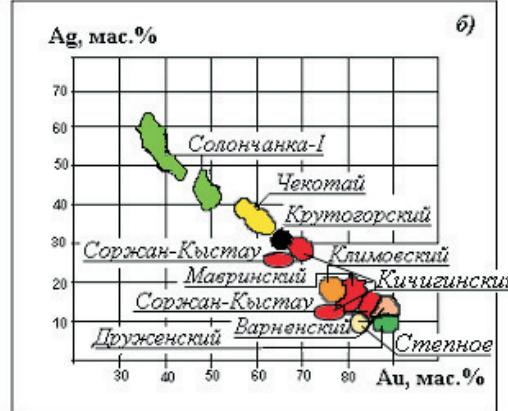 Ag, мас.%
б)
70
60
50
40
30
20
10
Солончанка-I
Чекотай
Крутогорский
Соржан-Кыстау
Климовский
Мавринский
Кичигинский
Соржан-Кыстау
Варненский
Друженский
Степное
30 40 50 60 70 80 Au, мас.%